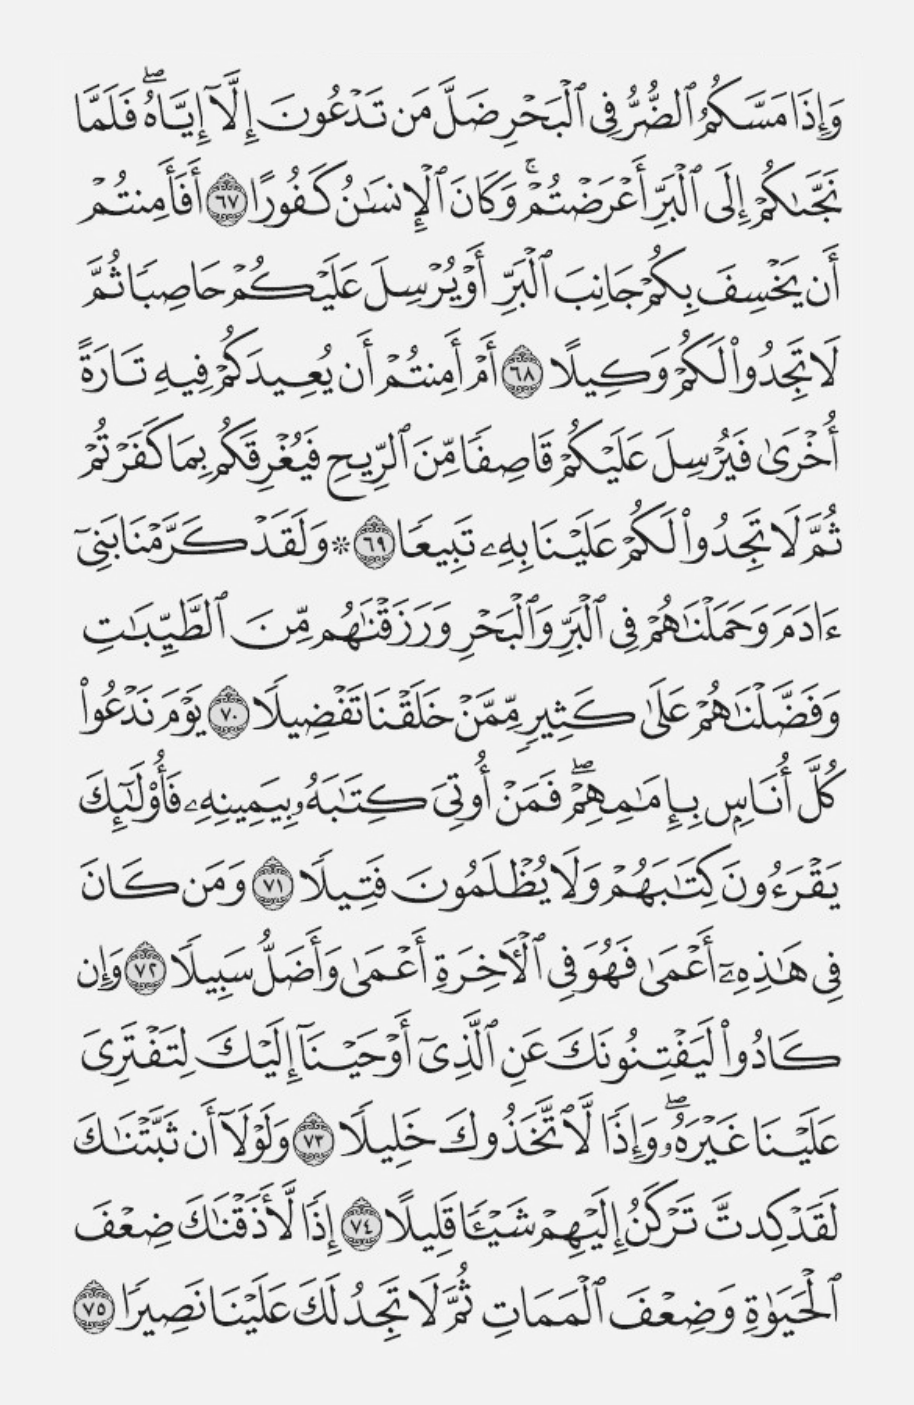 وَإِذَا مَسَّكُمُ ٱلضُّرُّ فِى ٱلْبَحْرِ ضَلَّ مَن تَدْعُونَ إِلَّآ إِيَّاهُ ۖ فَلَمَّا
نَجَّىٰكُمْ إِلَى ٱلْبَرِّ أَعْرَضْتُمْ ۚ وَكَانَ ٱلْإِنسَـٰنُ كَفُورًا ٦٧ أَفَأَمِنتُمْ
أَن يَخْسِفَ بِكُمْ جَانِبَ ٱلْبَرِّ أَوْ يُرْسِلَ عَلَيْكُمْ حَاصِبًا ثُمَّ
لَا تَجِدُوا۟ لَكُمْ وَكِيلًا ٦٨ أَمْ أَمِنتُمْ أَن يُعِيدَكُمْ فِيهِ تَارَةً
أُخْرَىٰ فَيُرْسِلَ عَلَيْكُمْ قَاصِفًا مِّنَ ٱلرِّيحِ فَيُغْرِقَكُم بِمَا كَفَرْتُمْ
ثُمَّ لَا تَجِدُوا۟ لَكُمْ عَلَيْنَا بِهِۦ تَبِيعًا ٦٩ * وَلَقَدْ كَرَّمْنَا بَنِىٓ
ءَادَمَ وَحَمَلْنَـٰهُمْ فِى ٱلْبَرِّ وَٱلْبَحْرِ وَرَزَقْنَـٰهُم مِّنَ ٱلطَّيِّبَـٰتِ
وَفَضَّلْنَـٰهُمْ عَلَىٰ كَثِيرٍ مِّمَّنْ خَلَقْنَا تَفْضِيلًا ٧٠ يَوْمَ نَدْعُوا۟
كُلَّ أُنَاسٍۭ بِإِمَـٰمِهِمْ ۖ فَمَنْ أُوتِىَ كِتَـٰبَهُۥ بِيَمِينِهِۦ فَأُو۟لَـٰٓئِكَ
يَقْرَءُونَ كِتَـٰبَهُمْ وَلَا يُظْلَمُونَ فَتِيلًا ٧١ وَمَن كَانَ
فِى هَـٰذِهِۦٓ أَعْمَىٰ فَهُوَ فِى ٱلْـَٔاخِرَةِ أَعْمَىٰ وَأَضَلُّ سَبِيلًا ٧٢ وَإِن
كَادُوا۟ لَيَفْتِنُونَكَ عَنِ ٱلَّذِىٓ أَوْحَيْنَآ إِلَيْكَ لِتَفْتَرِىَ
عَلَيْنَا غَيْرَهُۥ ۖ وَإِذًا لَّٱتَّخَذُوكَ خَلِيلًا ٧٣ وَلَوْلَآ أَن ثَبَّتْنَـٰكَ
لَقَدْ كِدتَّ تَرْكَنُ إِلَيْهِمْ شَيْـًٔا قَلِيلًا ٧٤ إِذًا لَّأَذَقْنَـٰكَ ضِعْفَ
ٱلْحَيَوٰةِ وَضِعْفَ ٱلْمَمَاتِ ثُمَّ لَا تَجِدُ لَكَ عَلَيْنَا نَصِيرًا ٧٥